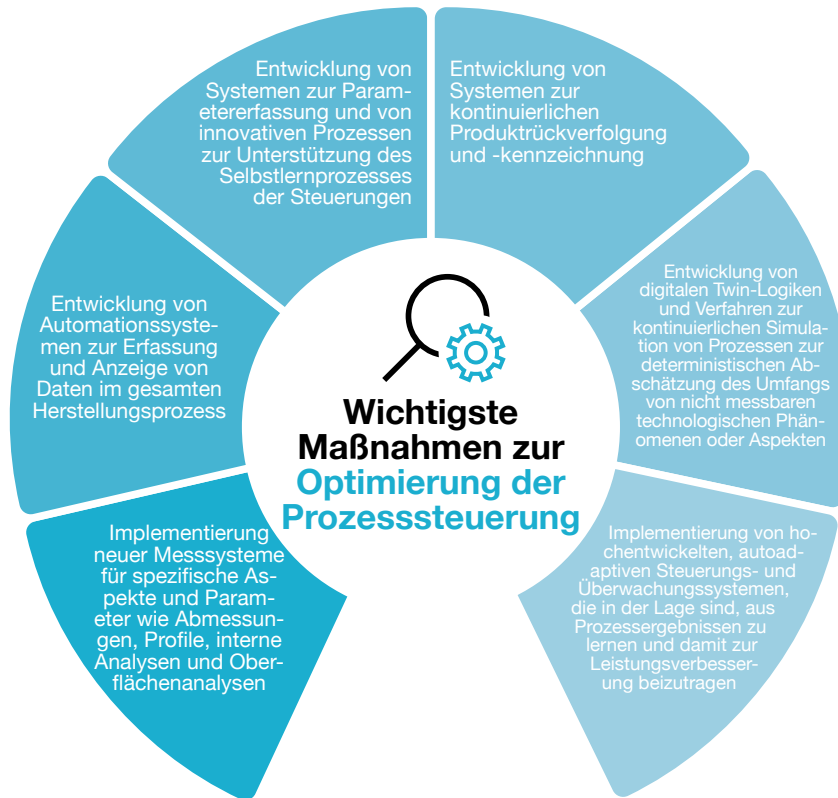 Wichtigste
Maßnahmen zur
Optimierung der
Prozesssteuerung
Implementierung
neuer Messsysteme
für spezifische As-
pekte und Param-
eter wie Abmessun-
gen, Profile, interne
Analysen und Ober-
flächenanalysen
Entwicklung von
Automationssyste-
men zur Erfassung
und Anzeige von
Daten im gesamten
Herstellungsprozess
Entwicklung von
Systemen zur Param-
etererfassung und von
innovativen Prozessen
zur Unterstützung des
Selbstlernprozesses
der Steuerungen
Entwicklung von
Systemen zur
kontinuierlichen
Produktrückverfolgung
und -kennzeichnung
Entwicklung von
digitalen Twin-Logiken
und Verfahren zur
kontinuierlichen Simula-
tion von Prozessen zur
deterministischen Ab-
schätzung des Umfangs
von nicht messbaren
technologischen Phän-
omenen oder Aspekten
Implementierung von ho-
chentwickelten, autoad-
aptiven Steuerungs- und
Überwachungssystemen,
die in der Lage sind, aus
Prozessergebnissen zu
lernen und damit zur
Leistungsverbesser-
ung beizutragen